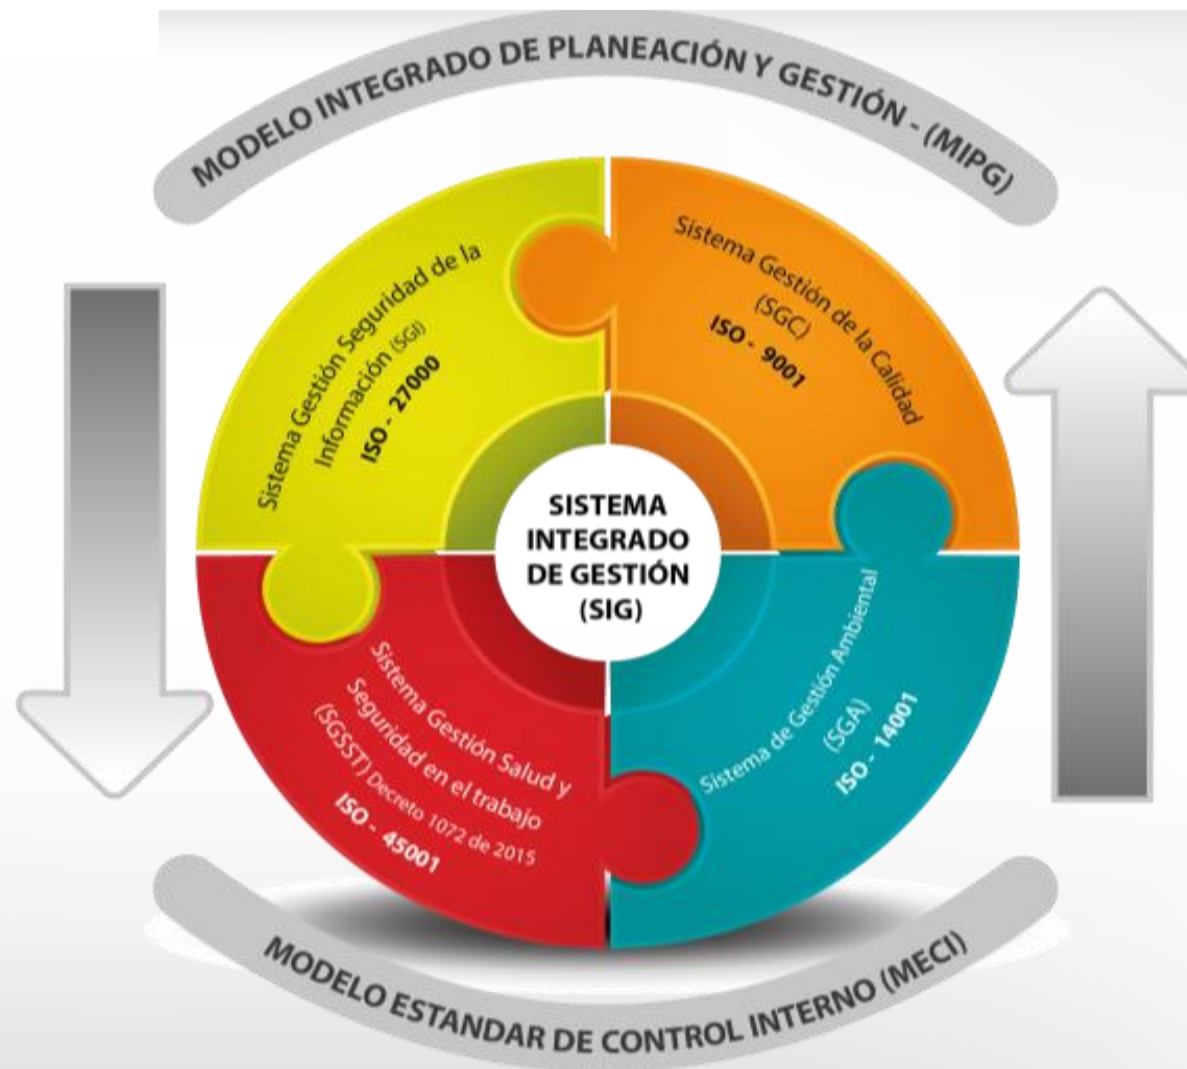 MODELO INTEGRADO DE PLANEACIÓN Y GESTIÓN - (MIPG)
Sistema Gestión Seguridad de la
Información (SGI)
ISO - 27000
Sistema Gestión de la Calidad
(SGC)
ISO - 9001
SISTEMA
INTEGRADO
DE GESTIÓN
(SIG)
Sistema Gestión Salud y
Seguridad en el trabajo
(SGSST) Decreto 1072 de 2015
ISO - 45001
Sistema de Gestión Ambiental
(SGA)
ISO - 14001
MODELO ESTANDAR DE CONTROL INTERNO (MECI)